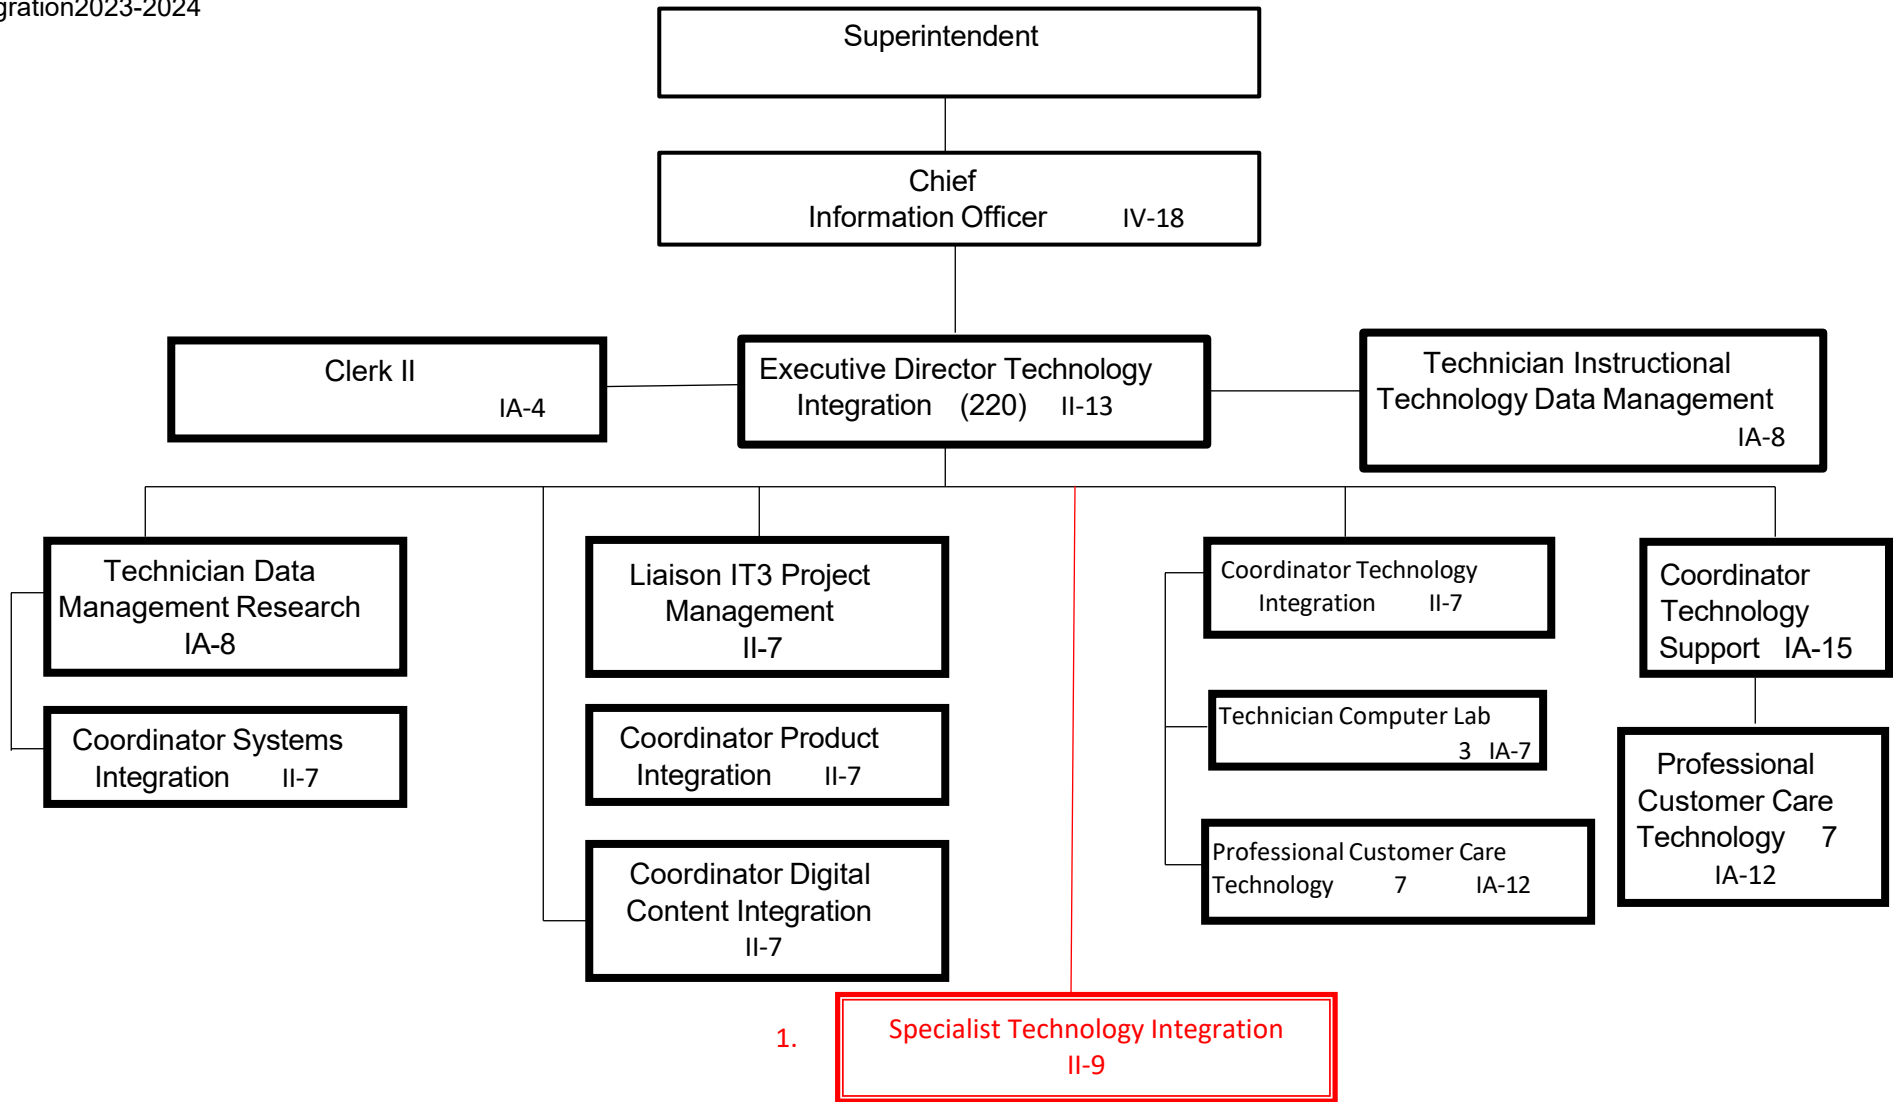 gration2023-2024
Superintendent
Chief
Information Officer IV-18
Clerk II
IA-4
Executive Director Technology
Integration (220) II-13
Technician Instructional
Technology Data Management
IA-8
Technician Data
Management Research
IA-8
Coordinator Systems
Integration II-7
Liaison IT3 Project
Management
II-7
Coordinator Product
Integration II-7
Coordinator Digital
Content Integration
II-7
Coordinator Technology
Integration II-7
Technician Computer Lab
3 IA-7
Professional Customer Care
Technology 7 IA-12
Coordinator
Technology
Support IA-15
Professional
Customer Care
Technology 7
IA-12
1.
Specialist Technology Integration
II-9